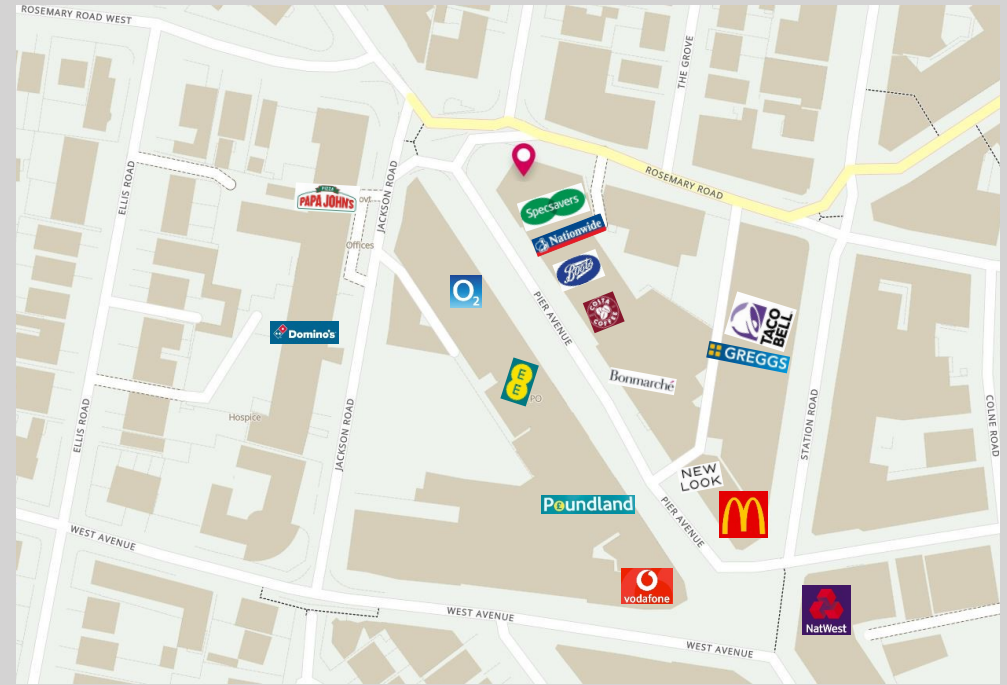 ROSEMARY ROAD WEST
THE GROVE
ELLIS ROAD
JACKSON ROAD
ROSEMARY ROAD
PIZZA
PAPA JOHN'S
Specsavers
Nationwide
Offices
Boots
O2
PIER AVENUE
COSTA
COFFEE
TACO
BELL
Domino's
GREGGS
EE
PO
Bonmarché
ELLIS ROAD
Hospice
JACKSON ROAD
STATION ROAD
COLNE ROAD
NEW
LOOK
Poundland
PIER AVENUE
WEST AVENUE
vodafone
NatWest
WEST AVENUE
WEST AVENUE